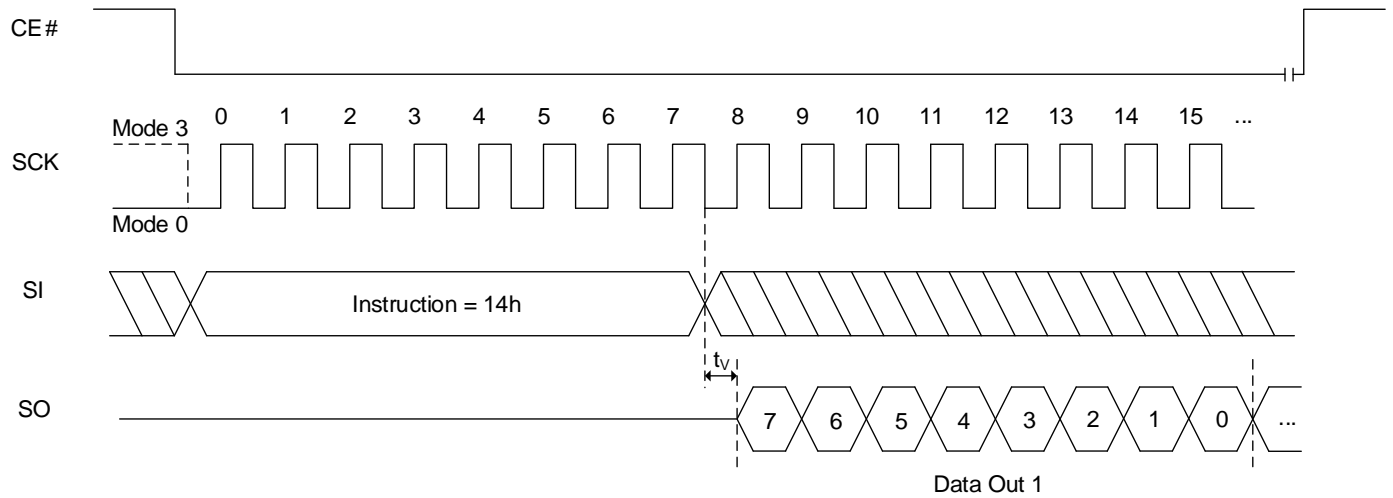 CE#
0 1 2 3 4 5 6 7 8 9 10 11 12 13 14 15 ...
Mode 3
SCK
Mode 0
SI
Instruction = 14h
tV
SO
7 6 5 4 3 2 1 0 ...
Data Out 1